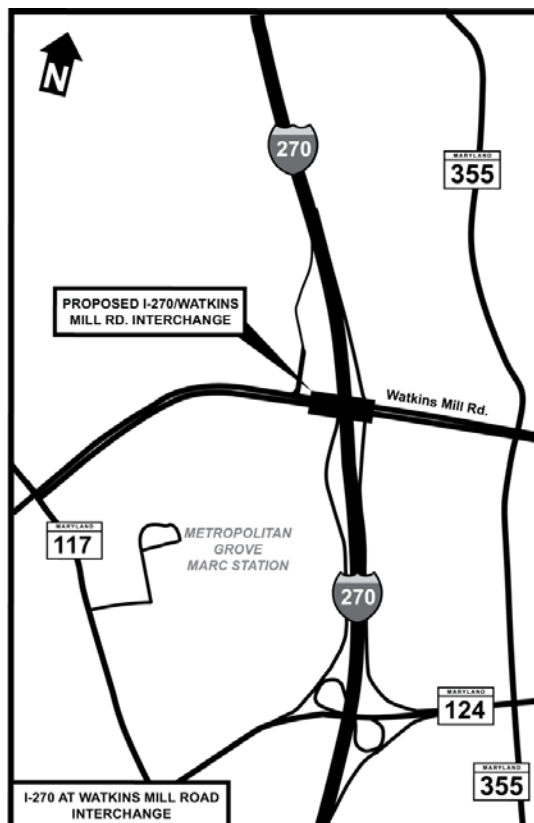 N
270
MARYLAND
355
PROPOSED I-270/WATKINS
MILL RD. INTERCHANGE
Watkins Mill Rd.
MARYLAND
117
METROPOLITAN
GROVE
MARC STATION
270
MARYLAND
124
MARYLAND
355
I-270 AT WATKINS MILL ROAD
INTERCHANGE